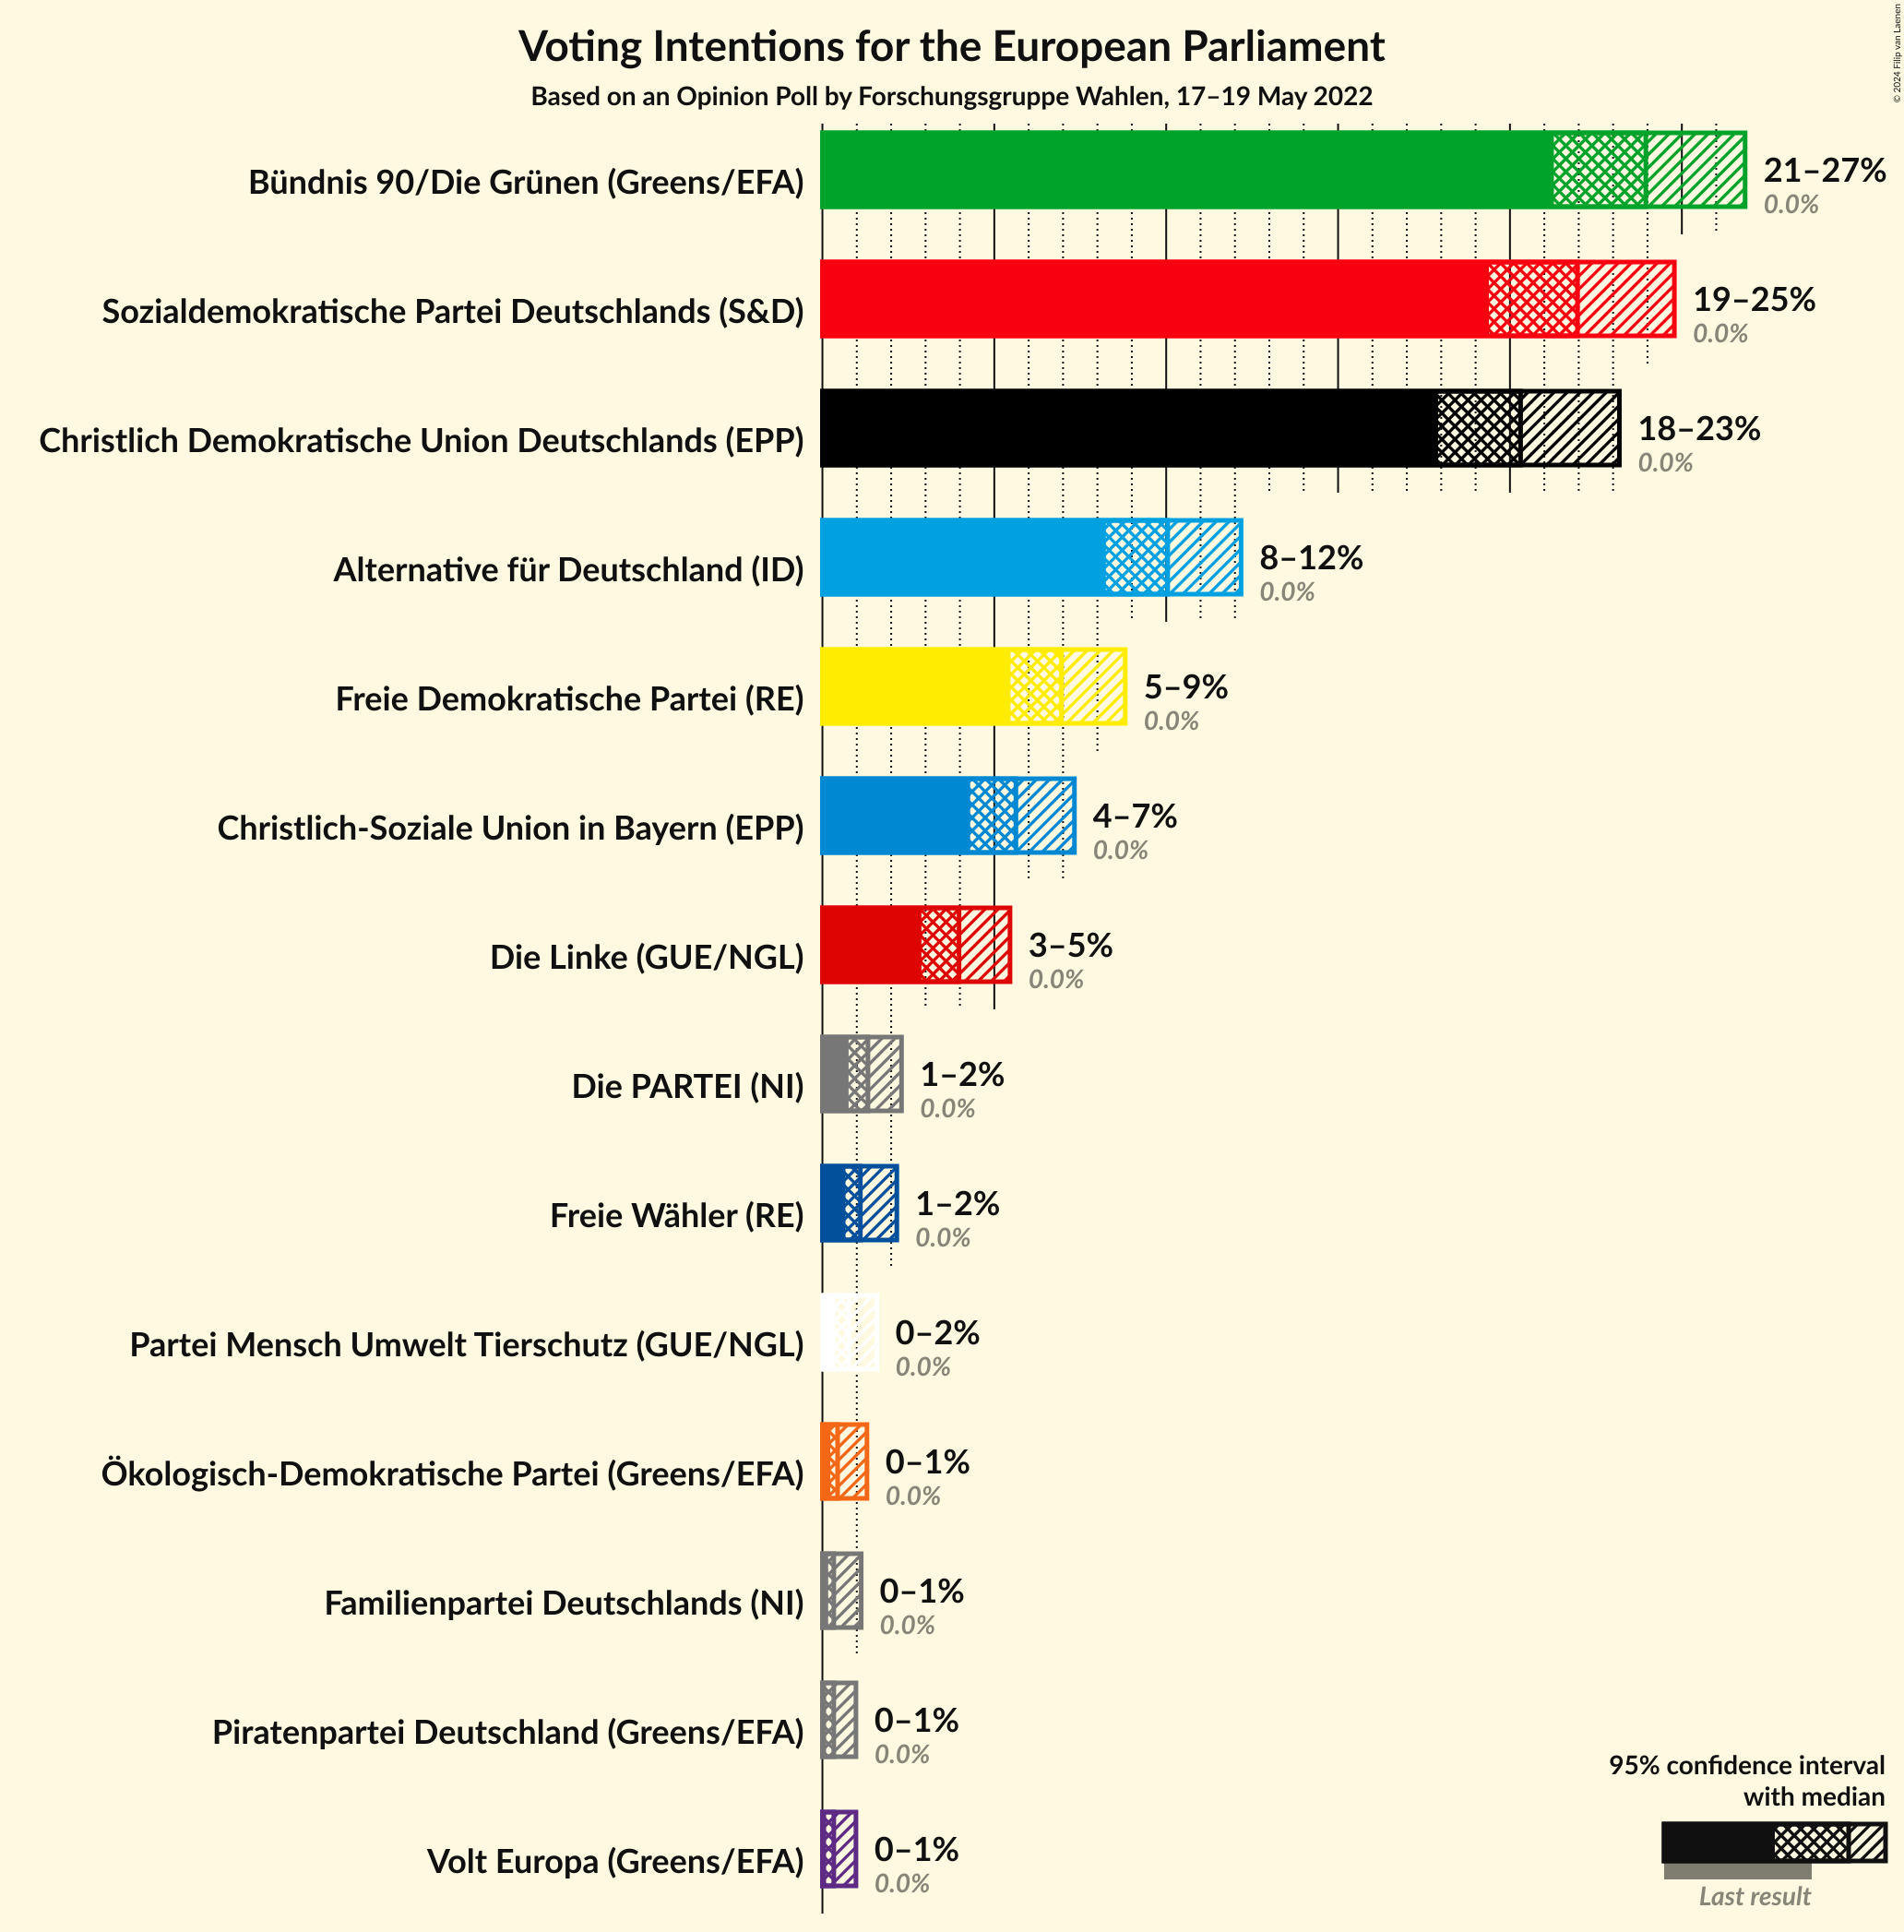 Voting Intentions for the European Parliament
Based on an Opinion Poll by Forschungsgruppe Wahlen, 17–19 May 2022
© 2024 Filip van Laenen
Bündnis 90/Die Grünen (Greens/EFA)
21–27%
0.0%
Sozialdemokratische Partei Deutschlands (S&D)
19–25%
0.0%
Christlich Demokratische Union Deutschlands (EPP)
18–23%
0.0%
Alternative für Deutschland (ID)
8–12%
0.0%
Freie Demokratische Partei (RE)
5–9%
0.0%
Christlich-Soziale Union in Bayern (EPP)
4–7%
0.0%
Die Linke (GUE/NGL)
3–5%
0.0%
Die PARTEI (NI)
1–2%
0.0%
Freie Wähler (RE)
1–2%
0.0%
Partei Mensch Umwelt Tierschutz (GUE/NGL)
0–2%
0.0%
Ökologisch-Demokratische Partei (Greens/EFA)
0–1%
0.0%
Familienpartei Deutschlands (NI)
0–1%
0.0%
Piratenpartei Deutschland (Greens/EFA)
0–1%
0.0%
Volt Europa (Greens/EFA)
0–1%
0.0%
95% confidence interval
with median
Last result